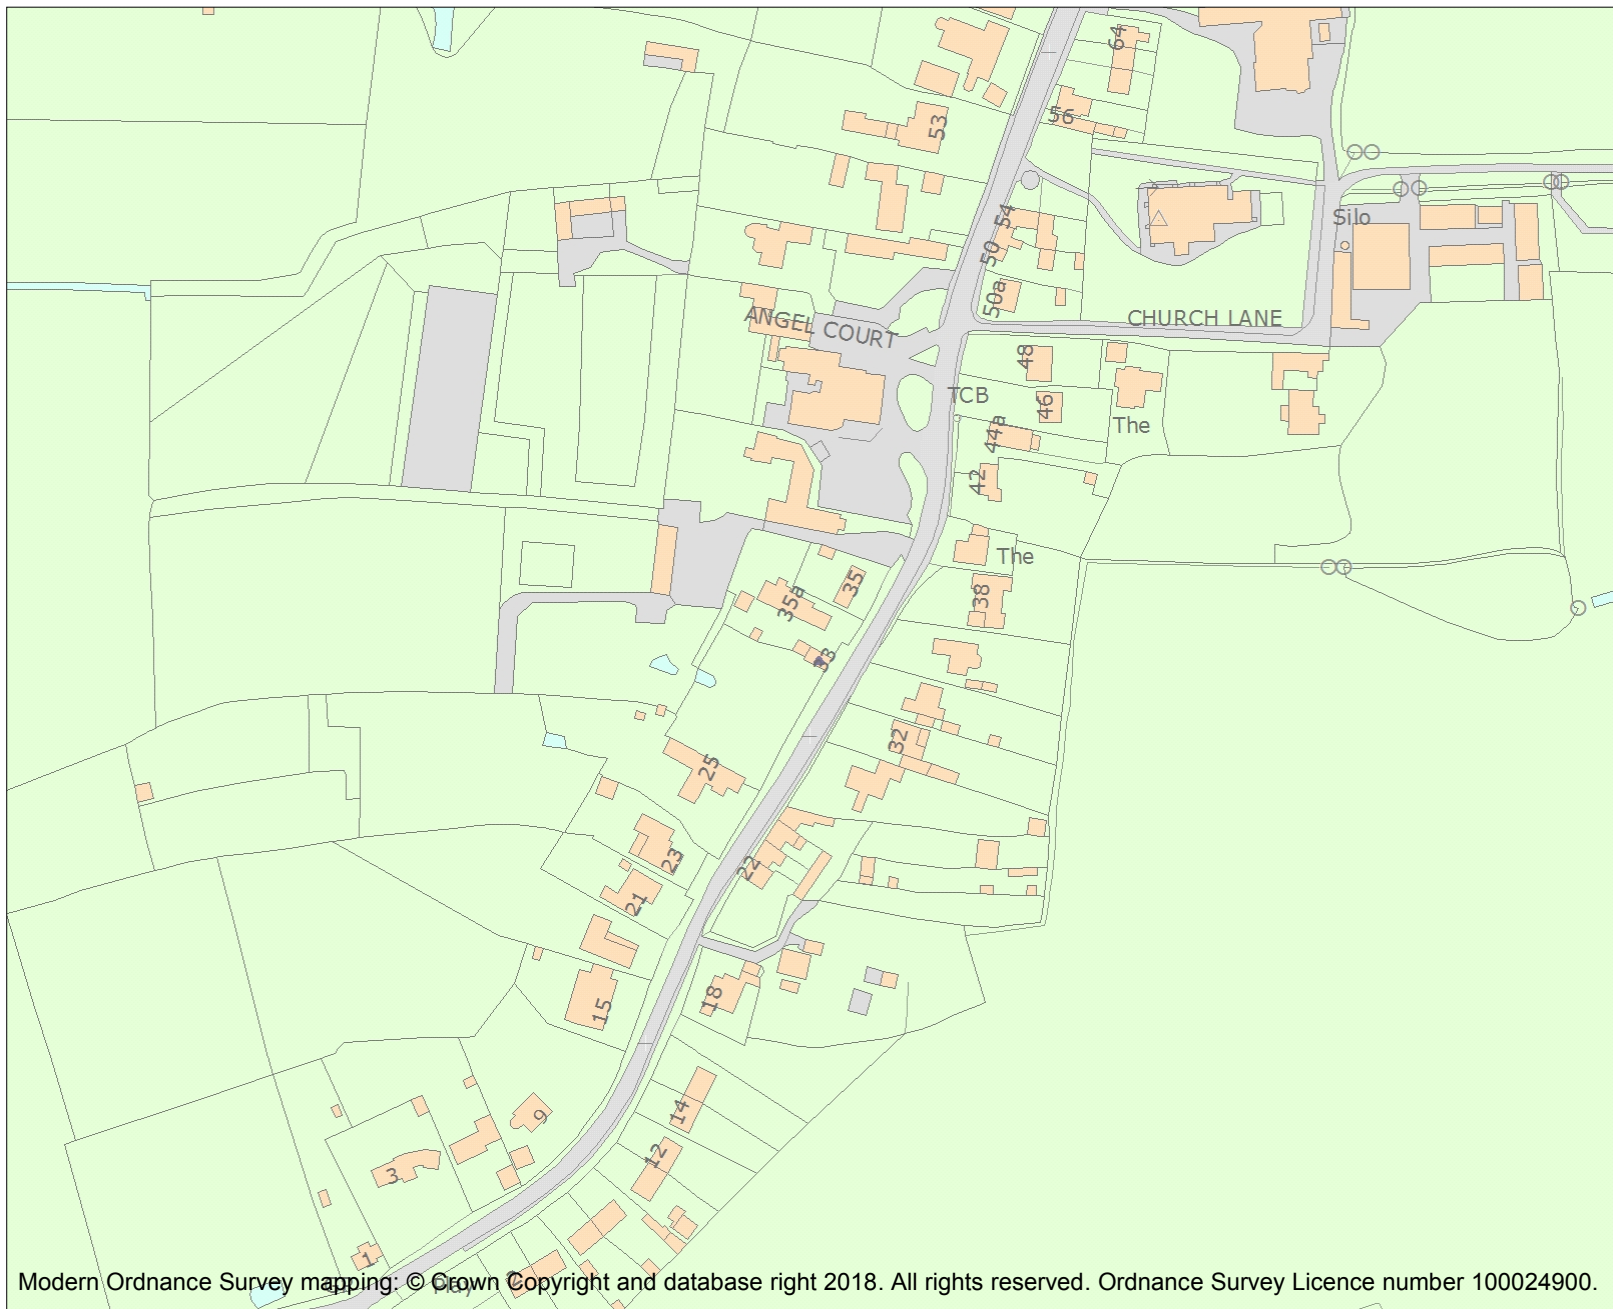 64
56
53
54
50
50a
Silo
CHURCH LANE
ANGEL COURT
48
TCB
46
The
44a
42
The
35
35a
38
33
32
25
22
23
21
18
15
14
9
12
3
1
2
Play
Modern Ordnance Survey mapping: © Crown Copyright and database right 2018. All rights reserved. Ordnance Survey Licence number 100024900.